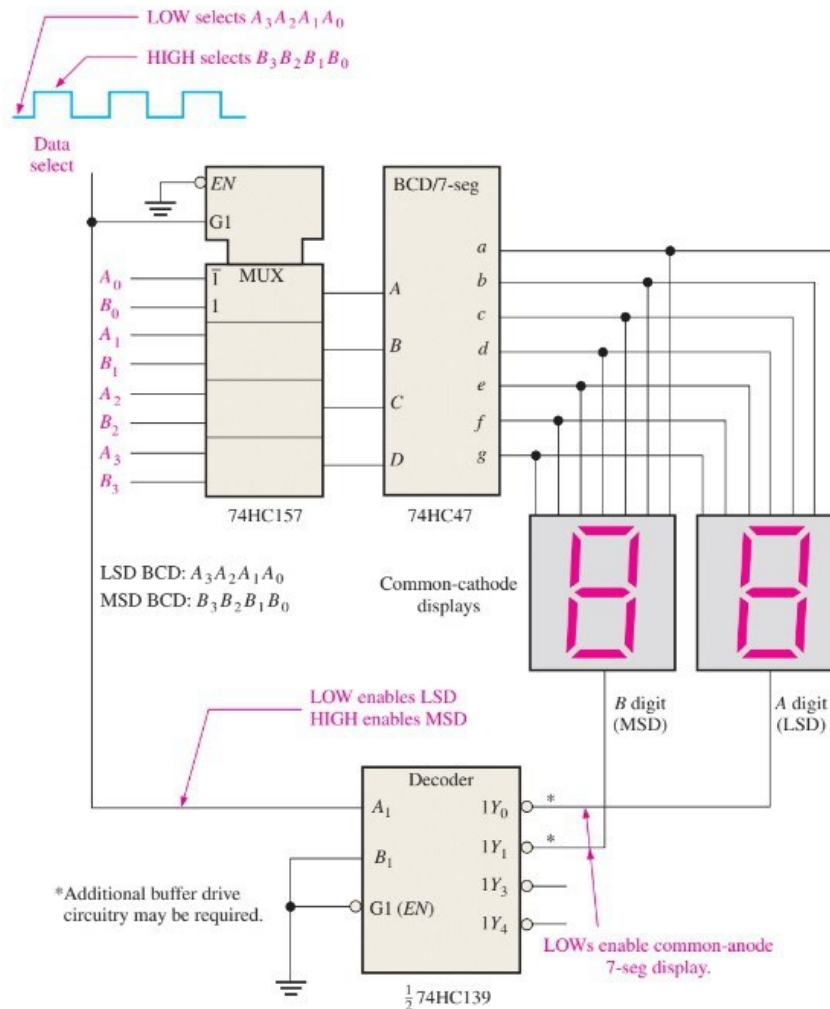 LOW selects A₃A₂A₁A₀
HIGH selects B₃B₂B₁B₀
Data
select
EN
G1
BCD/7-seg
MUX
1̅
1
A₀
B₀
A₁
B₁
A₂
B₂
A₃
B₃
A
B
C
D
a
b
c
d
e
f
g
74HC157
74HC47
LSD BCD: A₃A₂A₁A₀
MSD BCD: B₃B₂B₁B₀
Common-cathode
displays
B digit
(MSD)
A digit
(LSD)
LOW enables LSD
HIGH enables MSD
Decoder
A₁
B₁
G1 (EN)
1Y₀
1Y₁
1Y₃
1Y₄
*
*
*Additional buffer drive
circuitry may be required.
LOWs enable common-anode
7-seg display.
½ 74HC139